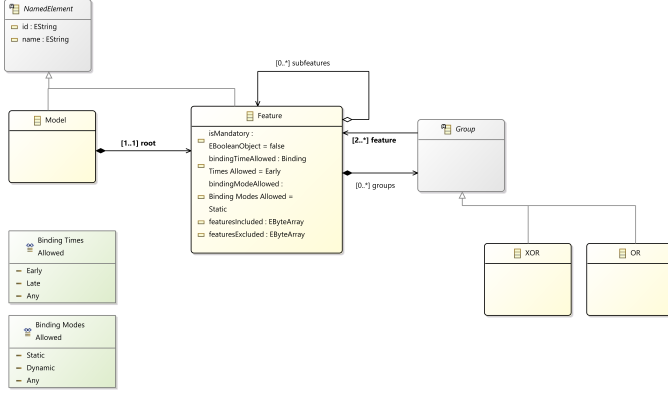 NamedElement
id : EString
name : EString
[0..*] subfeatures
Model
[1..1] root
Feature
isMandatory :
EBooleanObject = false
bindingTimeAllowed : Binding
Times Allowed = Early
bindingModeAllowed :
Binding Modes Allowed =
Static
featuresIncluded : EByteArray
featuresExcluded : EByteArray
Group
[2..*] feature
[0..*] groups
XOR
OR
Binding Times
Allowed
Early
Late
Any
Binding Modes
Allowed
Static
Dynamic
Any